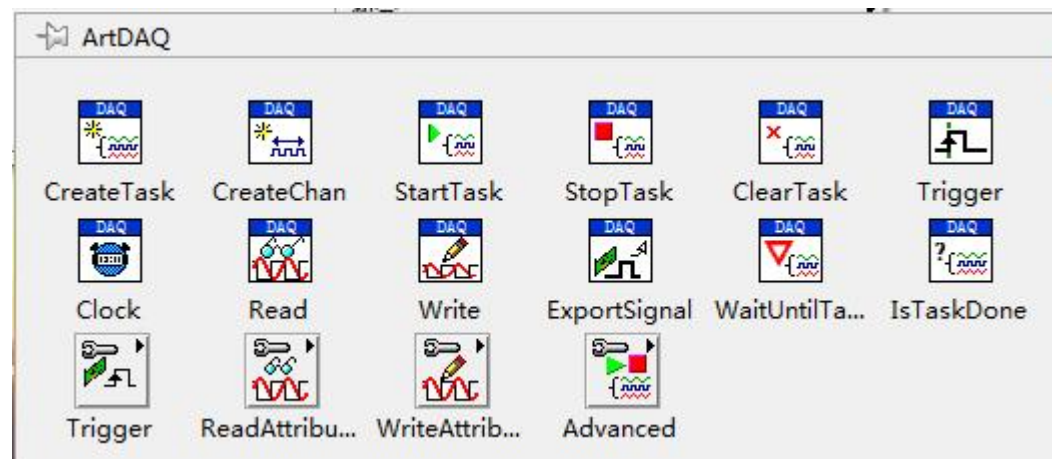 ArtDAQ
DAQ DAQ DAQ DAQ DAQ DAQ
CreateTask CreateChan StartTask StopTask ClearTask Trigger
DAQ DAQ DAQ DAQ DAQ DAQ
Clock Read Write ExportSignal WaitUntilTa... IsTaskDone
Trigger ReadAttribu... WriteAttrib... Advanced